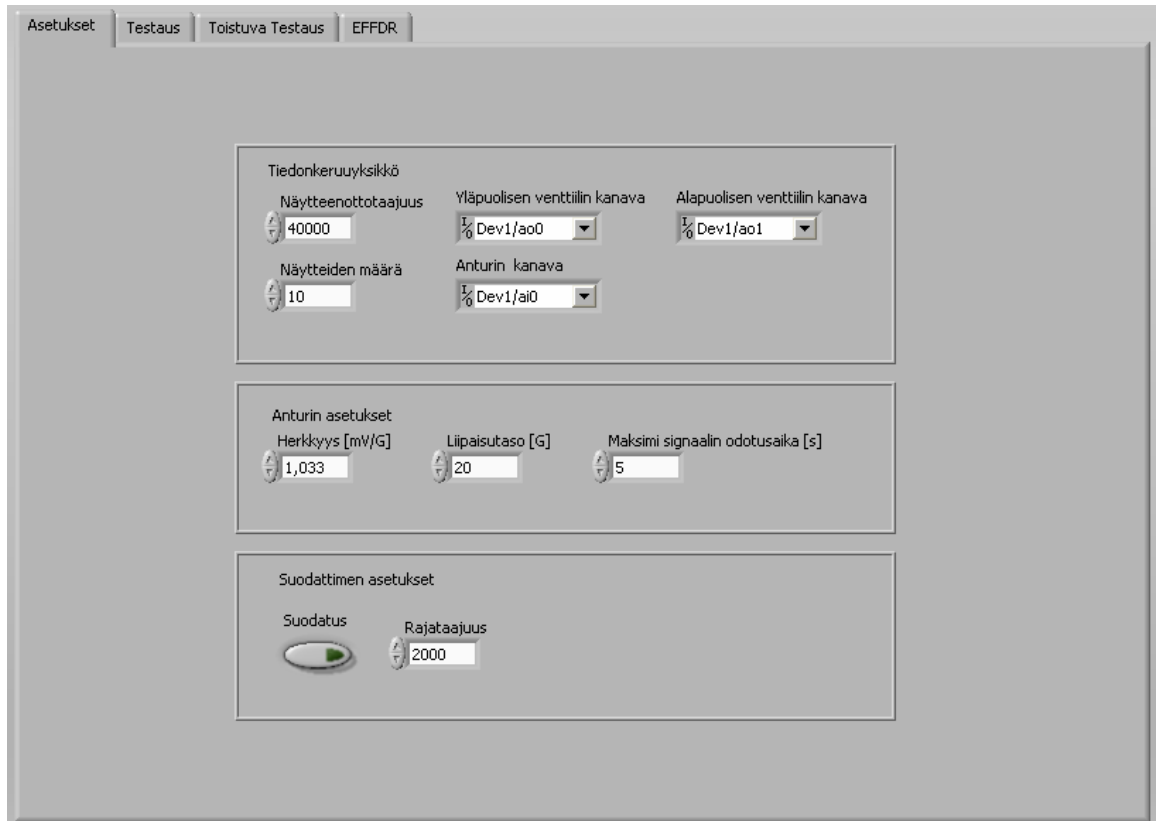 Asetukset Testaus Toistuva Testaus EFFDR
Tiedonkeruuyksikkö
Näytteenottotaajuus Yläpuolisen venttiilin kanava Alapuolisen venttiilin kanava
40000 I/O Dev1/ao0 I/O Dev1/ao1
Näytteiden määrä Anturin kanava
10 I/O Dev1/ai0
Anturin asetukset
Herkkyys [mV/G] Liipaisutaso [G] Maksimi signaalin odotusaika [s]
1,033 20 5
Suodattimen asetukset
Suodatus Rajataajuus
2000